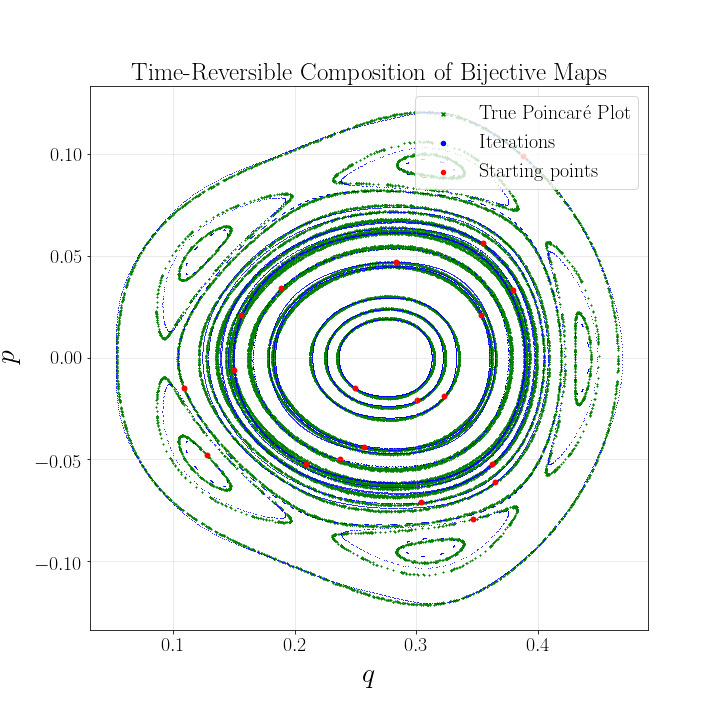 Time-Reversible Composition of Bijective Maps
True Poincaré Plot
Iterations
Starting points
0.10
0.05
0.00
−0.05
−0.10
p
0.1 0.2 0.3 0.4
q